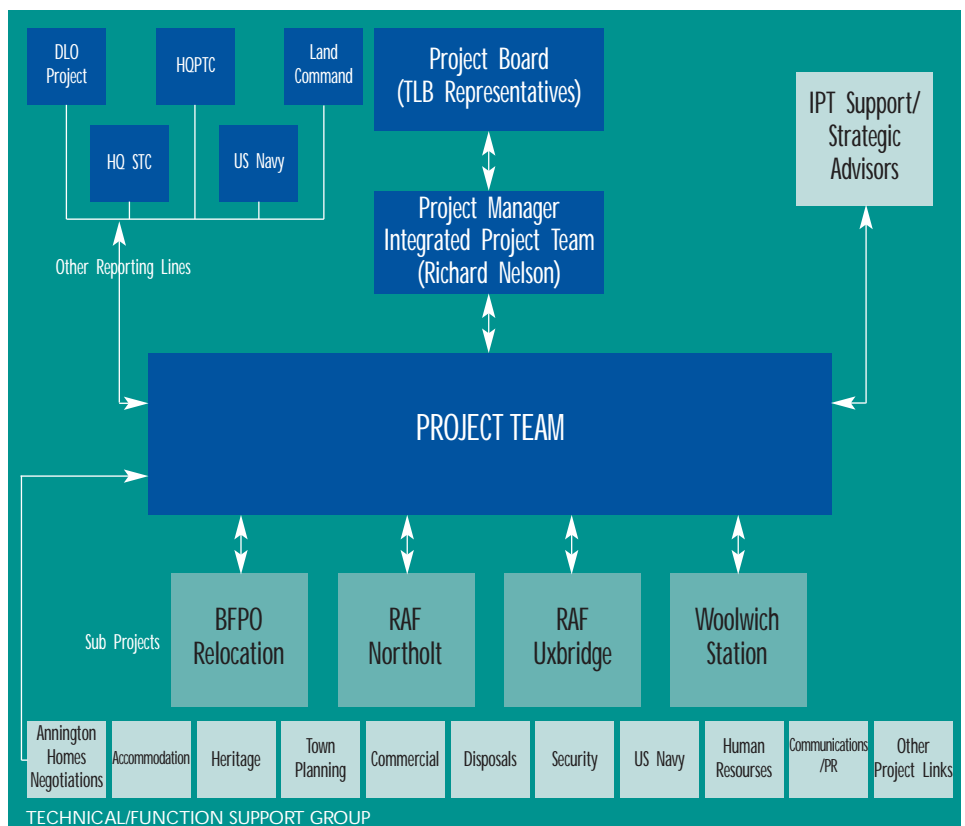 DLO
Project
HQPTC
Land
Command
HQ STC
US Navy
Other Reporting Lines
Project Board
(TLB Representatives)
Project Manager
Integrated Project Team
(Richard Nelson)
IPT Support/
Strategic
Advisors
PROJECT TEAM
Sub Projects
BFPO
Relocation
RAF
Northolt
RAF
Uxbridge
Woolwich
Station
Annington
Homes
Negotiations
Accommodation
Heritage
Town
Planning
Commercial
Disposals
Security
US Navy
Human
Resourses
Communications
/PR
Other
Project Links
TECHNICAL/FUNCTION SUPPORT GROUP